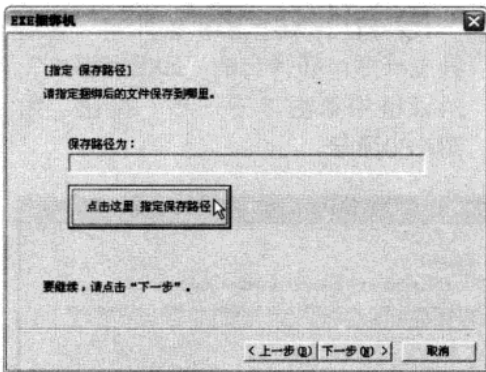 EXE捆绑机
[指定 保存路径]
请指定捆绑后的文件保存到哪里。
保存路径为：
点击这里 指定保存路径
要继续，请点击“下一步”.
< 上一步(B) 下一步(N) > 取消